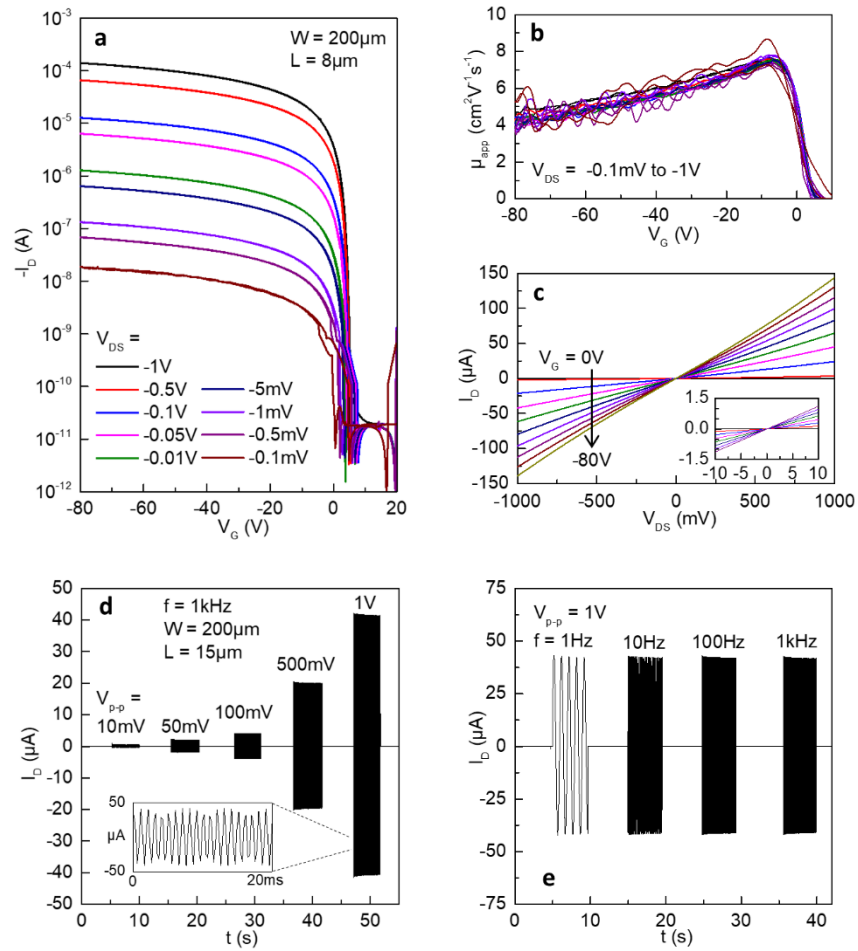 a
W = 200µm
L = 8µm
10⁻³
10⁻⁴
10⁻⁵
10⁻⁶
10⁻⁷
10⁻⁸
10⁻⁹
10⁻¹⁰
10⁻¹¹
10⁻¹²
-I_D (A)
V_DS =
-1V
-0.5V
-0.1V
-0.05V
-0.01V
-5mV
-1mV
-0.5mV
-0.1mV
-80 -60 -40 -20 0 20
V_G (V)
b
10
8
6
4
2
0
µ_app (cm²V⁻¹s⁻¹)
V_DS = -0.1mV to -1V
-80 -60 -40 -20 0
V_G (V)
c
150
100
50
0
-50
-100
-150
I_D (µA)
V_G = 0V
-80V
1.5
0.0
-1.5
-10 -5 0 5 10
-1000 -500 0 500 1000
V_DS (mV)
d
f = 1kHz
W = 200µm
L = 15µm
50
40
30
20
10
0
-10
-20
-30
-40
-50
I_D (µA)
V_p-p =
10mV
50mV
100mV
500mV
1V
50
µA
-50
0 20ms
0 10 20 30 40 50
t (s)
V_p-p = 1V
f = 1Hz 10Hz 100Hz 1kHz
75
50
25
0
-25
-50
-75
I_D (µA)
e
0 10 20 30 40
t (s)